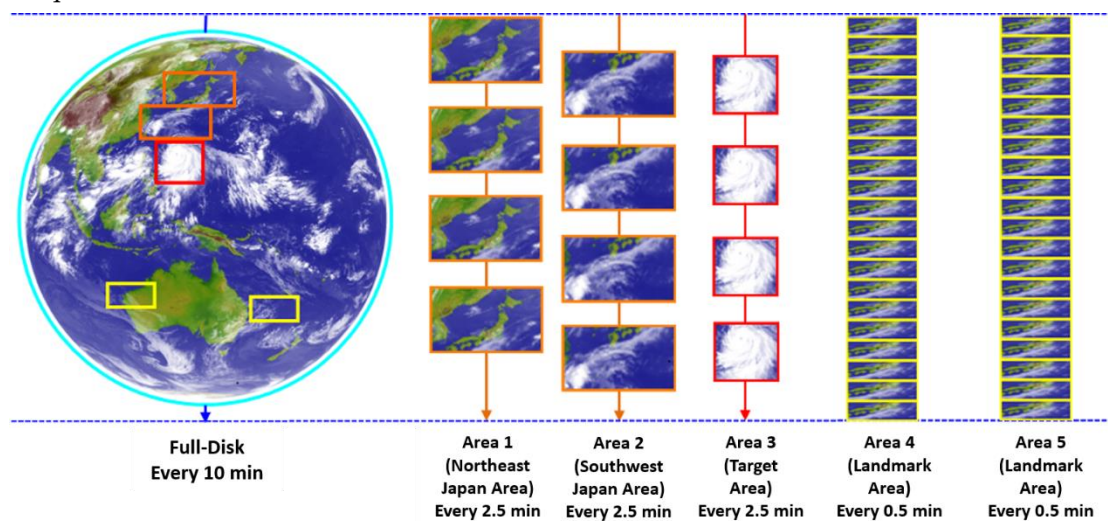 Full-Disk
Every 10 min
Area 1
(Northeast
Japan Area)
Every 2.5 min
Area 2
(Southwest
Japan Area)
Every 2.5 min
Area 3
(Target
Area)
Every 2.5 min
Area 4
(Landmark
Area)
Every 0.5 min
Area 5
(Landmark
Area)
Every 0.5 min